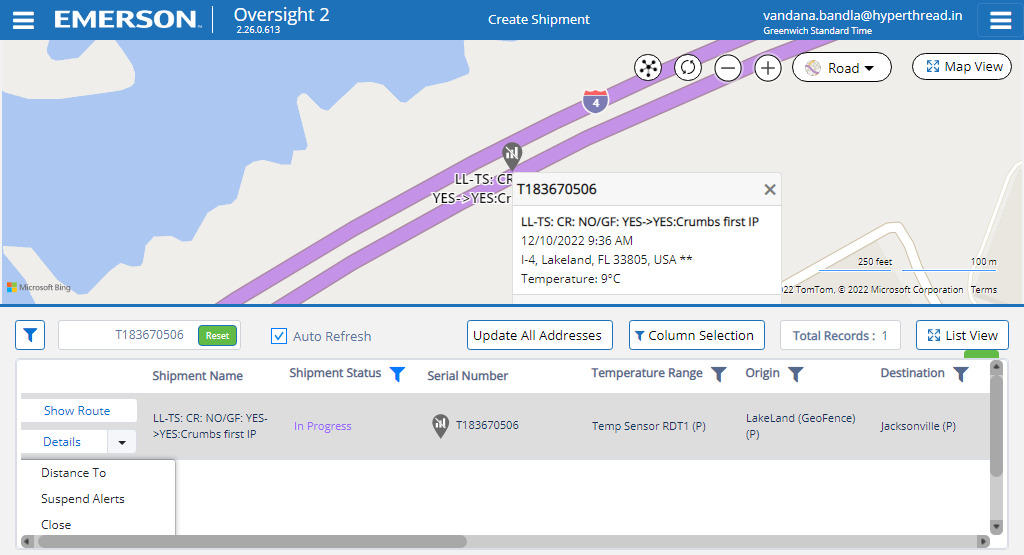 EMERSON
Oversight 2
2.26.0.613
Create Shipment
vandana.bandla@hyperthread.in
Greenwich Standard Time
Road
Map View
4
LL-TS: CR
YES->YES:Cr
T183670506
LL-TS: CR: NO/GF: YES->YES:Crumbs first IP
12/10/2022 9:36 AM
I-4, Lakeland, FL 33805, USA **
Temperature: 9°C
250 feet
100 m
Microsoft Bing
22 TomTom, © 2022 Microsoft Corporation Terms
T183670506
Reset
Auto Refresh
Update All Addresses
Column Selection
Total Records : 1
List View
Shipment Name
Shipment Status
Serial Number
Temperature Range
Origin
Destination
Show Route
Details
LL-TS: CR: NO/GF: YES-
>YES:Crumbs first IP
In Progress
T183670506
Temp Sensor RDT1 (P)
LakeLand (GeoFence)
(P)
Jacksonville (P)
Distance To
Suspend Alerts
Close